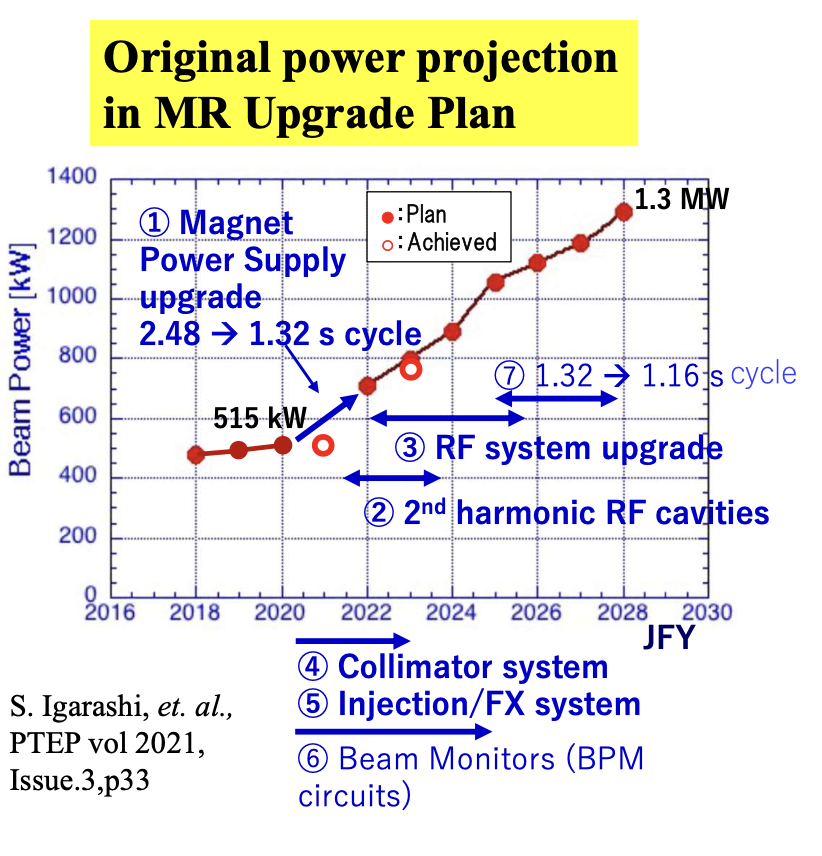 Original power projection
in MR Upgrade Plan
1400
1200
1000
800
600
400
200
0
Beam Power [kW]
① Magnet
Power Supply
upgrade
2.48 → 1.32 s cycle
●:Plan
○:Achieved
1.3 MW
515 kW
⑦ 1.32 → 1.16 s cycle
③ RF system upgrade
② 2nd harmonic RF cavities
2016 2018 2020 2022 2024 2026 2028 2030
JFY
④ Collimator system
⑤ Injection/FX system
⑥ Beam Monitors (BPM
circuits)
S. Igarashi, et. al.,
PTEP vol 2021,
Issue.3,p33